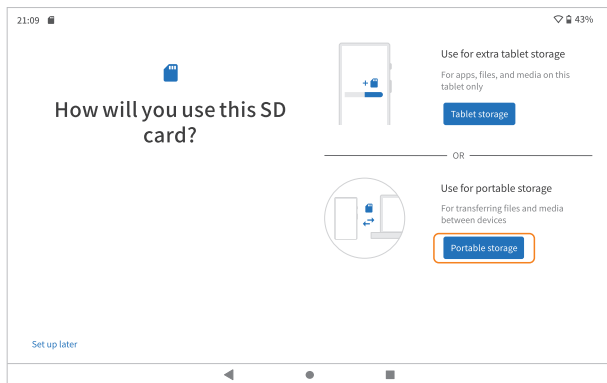 21:09
43%
How will you use this SD
card?
Use for extra tablet storage
For apps, files, and media on this
tablet only
Tablet storage
OR
Use for portable storage
For transferring files and media
between devices
Portable storage
Set up later